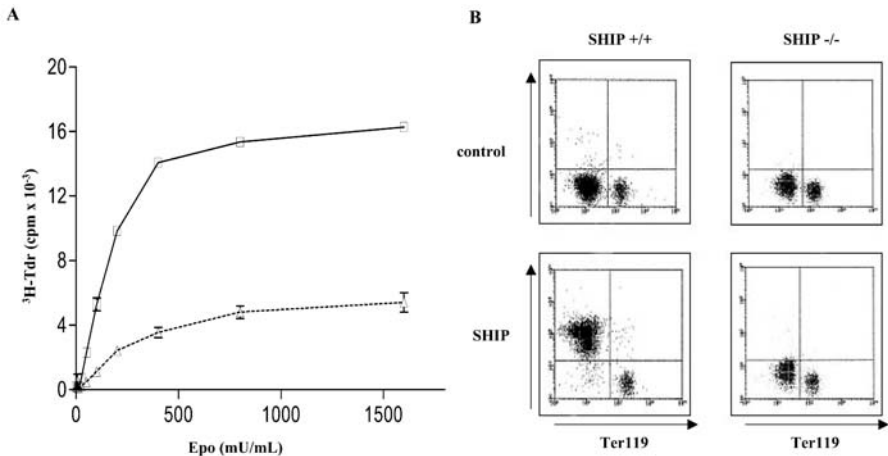 A
B
SHIP +/+
SHIP -/-
³H-Tdr (cpm x 10⁻³)
20
16
12
8
4
0
0
500
1000
1500
Epo (mU/mL)
control
SHIP
Ter119
Ter119